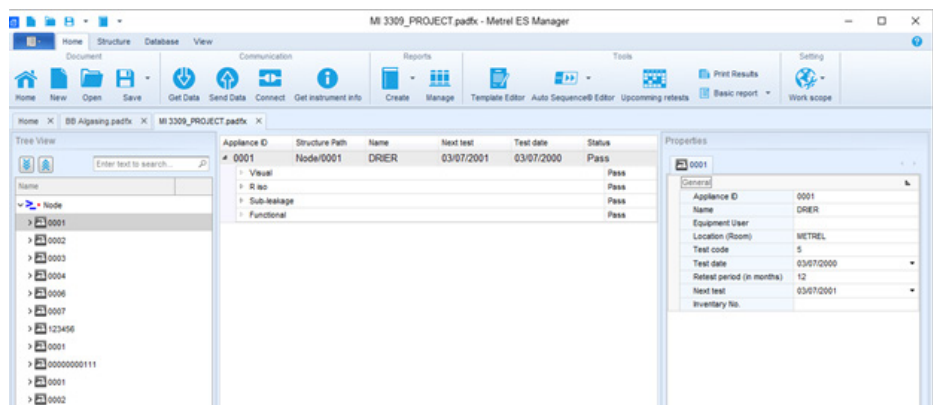 MI 3309_PROJECT.padfx - Metrel ES Manager
Home Structure Database View
Document Communication Reports Tools Setting
Home New Open Save Get Data Send Data Connect Get instrument info Create Manage Template Editor Auto Sequence® Editor Upcomming retests Print Results Basic report Work scope
Home X BB Algasing.padfx X MI 3309_PROJECT.padfx X
Tree View
Enter text to search...
Name
Node
0001
0002
0003
0004
0006
0007
123456
0001
00000000111
0001
0002
Appliance ID Structure Path Name Next test Test date Status
0001 Node/0001 DRIER 03/07/2001 03/07/2000 Pass
Visual Pass
R iso Pass
Sub-leakage Pass
Functional Pass
Properties
0001
General
Appliance ID 0001
Name DRIER
Equipment User
Location (Room) METREL
Test code 5
Test date 03/07/2000
Retest period (in months) 12
Next test 03/07/2001
Inventory No.